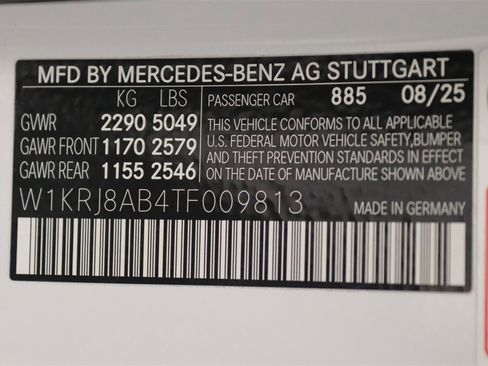 MFD BY MERCEDES-BENZ AG STUTTGART
KG LBS PASSENGER CAR 885 08/25
GVWR 2290 5049
GAWR FRONT 1170 2579
GAWR REAR 1155 2546
THIS VEHICLE CONFORMS TO ALL APPLICABLE
U.S. FEDERAL MOTOR VEHICLE SAFETY,BUMPER
AND THEFT PREVENTION STANDARDS IN EFFECT
ON THE DATE OF MANUFACTURE SHOWN ABOVE
W1KRJ8AB4TF009813 MADE IN GERMANY